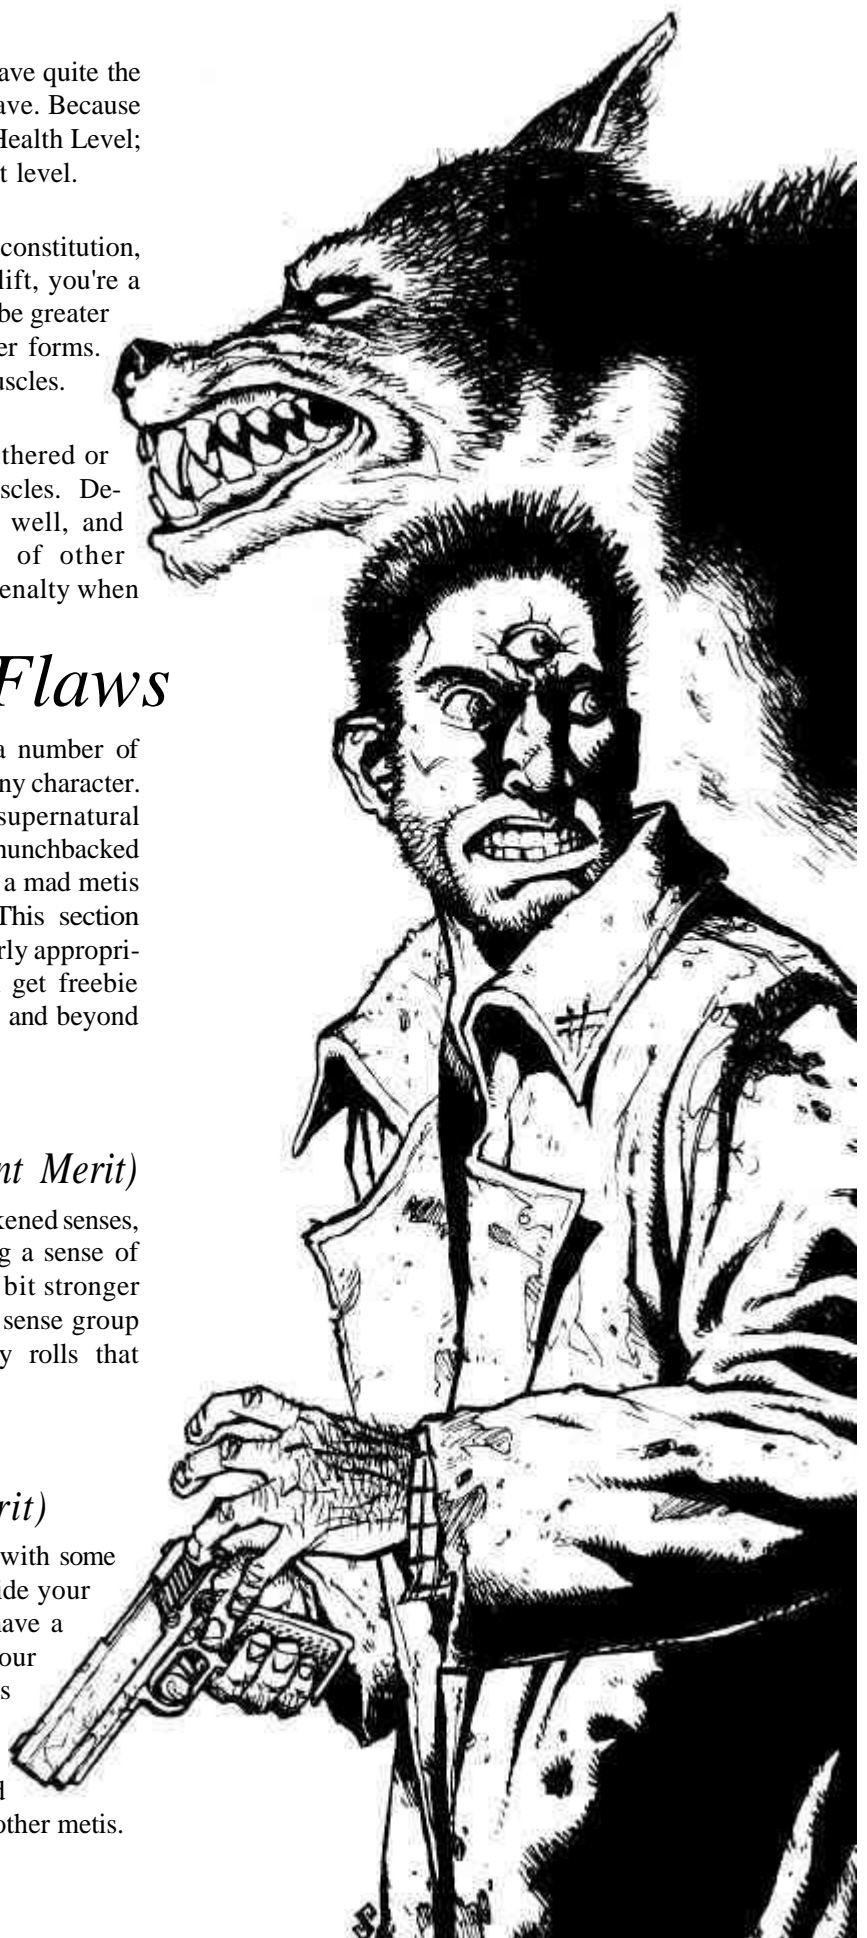 ave quite the
ave. Because
Health Level;
t level.
constitution,
lift, you're a
be greater
er forms.
uscles.
thered or
scles. De-
well, and
of other
enalty when
Flaws
a number of
ny character.
supernatural
hunchbacked
a mad metis
This section
rly appropri-
get freebie
and beyond
nt Merit)
kened senses,
g a sense of
bit stronger
sense group
y rolls that
rit)
with some
ide your
have a
our
s
d
other metis.